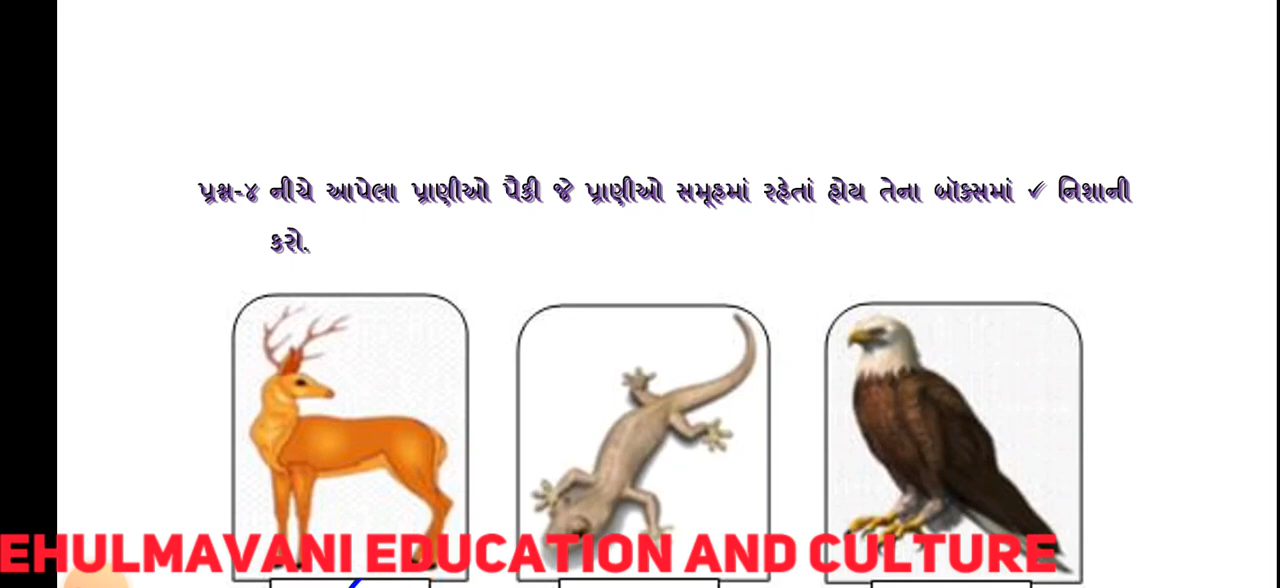 પ્રશ્ન-૪ નીચે આપેલા પ્રાણીઓ પૈકી જે પ્રાણીઓ સમૂહમાં રહેતાં હોય તેના બૉક્સમાં ✓ નિશાની
કરો.
EHULMAVANI EDUCATION AND CULTURE